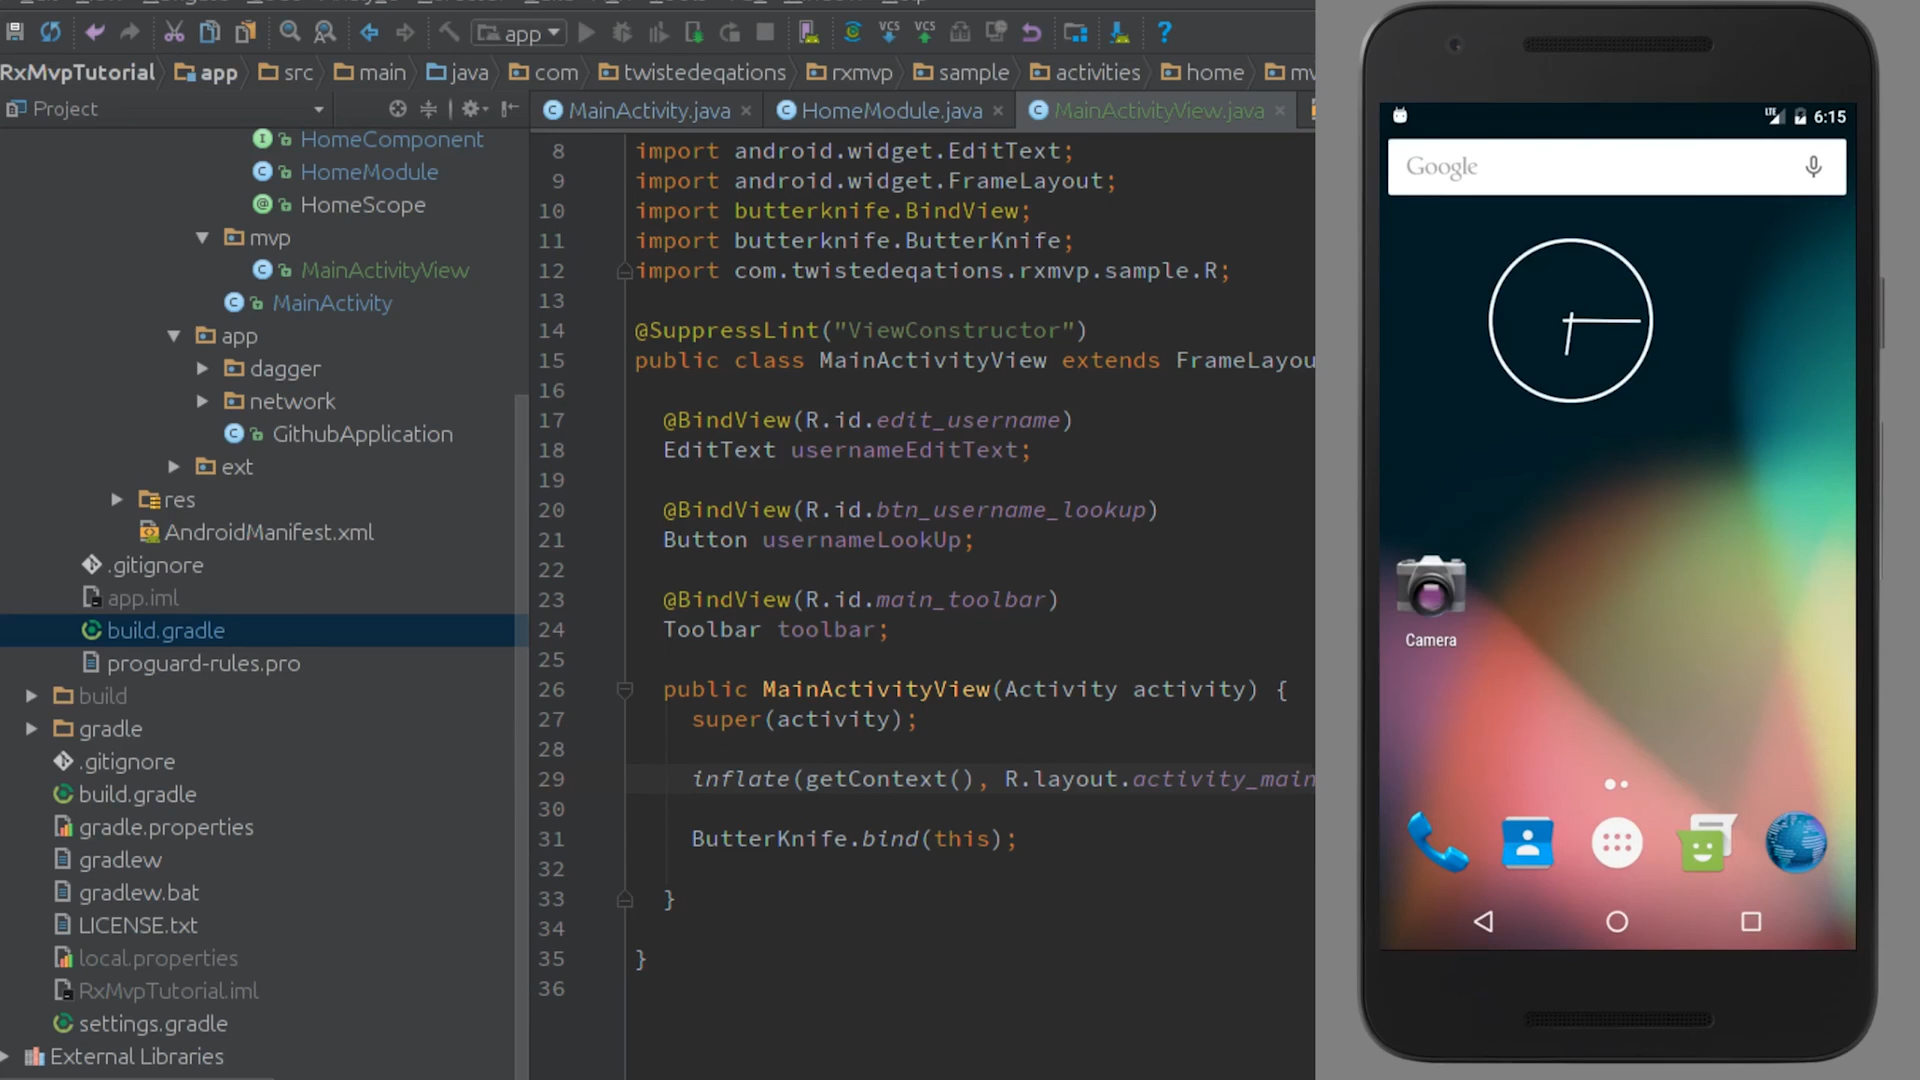 app
VCS VCS
RxMvpTutorial app src main java com twistedeqations rxmvp sample activities home
Project
HomeComponent
HomeModule
HomeScope
mvp
MainActivityView
MainActivity
app
dagger
network
GithubApplication
ext
res
AndroidManifest.xml
.gitignore
app.iml
build.gradle
proguard-rules.pro
build
gradle
.gitignore
build.gradle
gradle.properties
gradlew
gradlew.bat
LICENSE.txt
local.properties
RxMvpTutorial.iml
settings.gradle
External Libraries
MainActivity.java HomeModule.java MainActivityView.java
8 import android.widget.EditText;
9 import android.widget.FrameLayout;
10 import butterknife.BindView;
11 import butterknife.ButterKnife;
12 import com.twistedeqations.rxmvp.sample.R;
13
14 @SuppressLint("ViewConstructor")
15 public class MainActivityView extends FrameLayou
16
17 @BindView(R.id.edit_username)
18 EditText usernameEditText;
19
20 @BindView(R.id.btn_username_lookup)
21 Button usernameLookUp;
22
23 @BindView(R.id.main_toolbar)
24 Toolbar toolbar;
25
26 public MainActivityView(Activity activity) {
27 super(activity);
28
29 inflate(getContext(), R.layout.activity_main
30
31 ButterKnife.bind(this);
32
33 }
34
35 }
36
LTE 6:15
Google
Camera